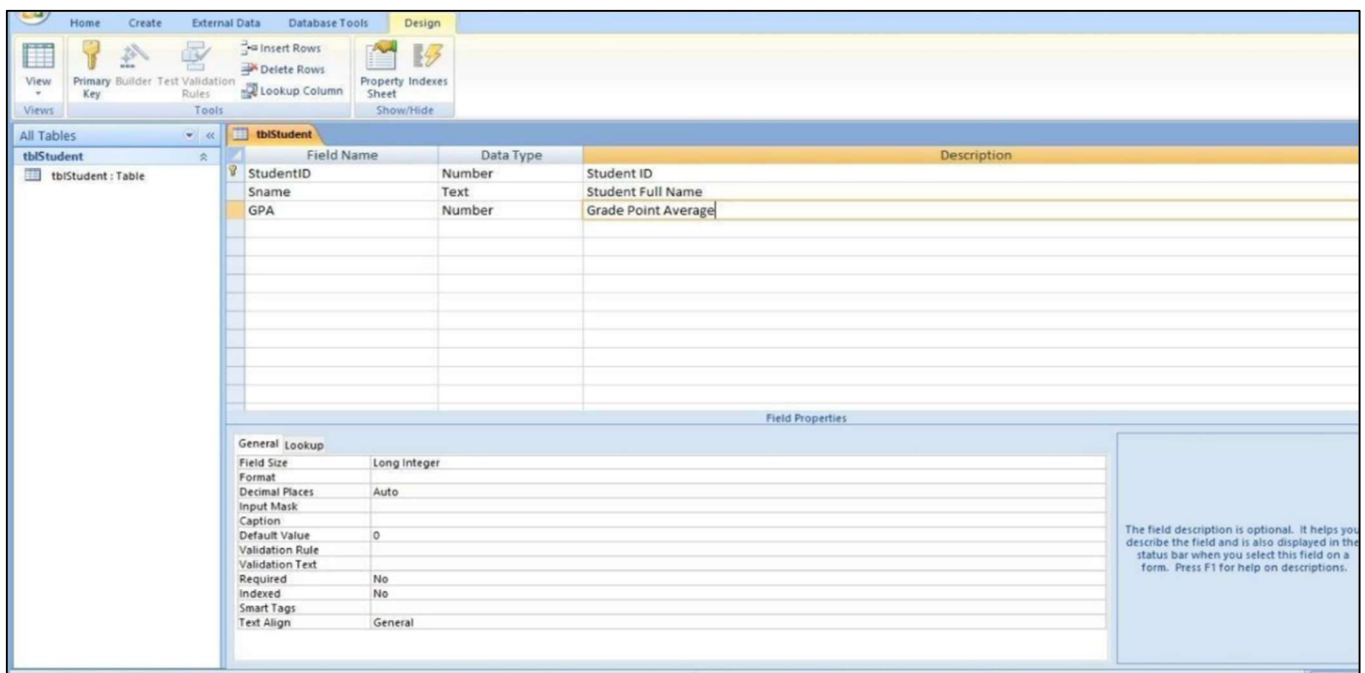 Home Create External Data Database Tools Design
View
Primary Key
Builder
Test Validation Rules
Insert Rows
Delete Rows
Lookup Column
Property Sheet
Indexes
Views Tools Show/Hide
All Tables
tblStudent
tblStudent : Table
tblStudent
Field Name Data Type Description
StudentID Number Student ID
Sname Text Student Full Name
GPA Number Grade Point Average
Field Properties
General Lookup
Field Size Long Integer
Format
Decimal Places Auto
Input Mask
Caption
Default Value 0
Validation Rule
Validation Text
Required No
Indexed No
Smart Tags
Text Align General
The field description is optional. It helps you
describe the field and is also displayed in the
status bar when you select this field on a
form. Press F1 for help on descriptions.